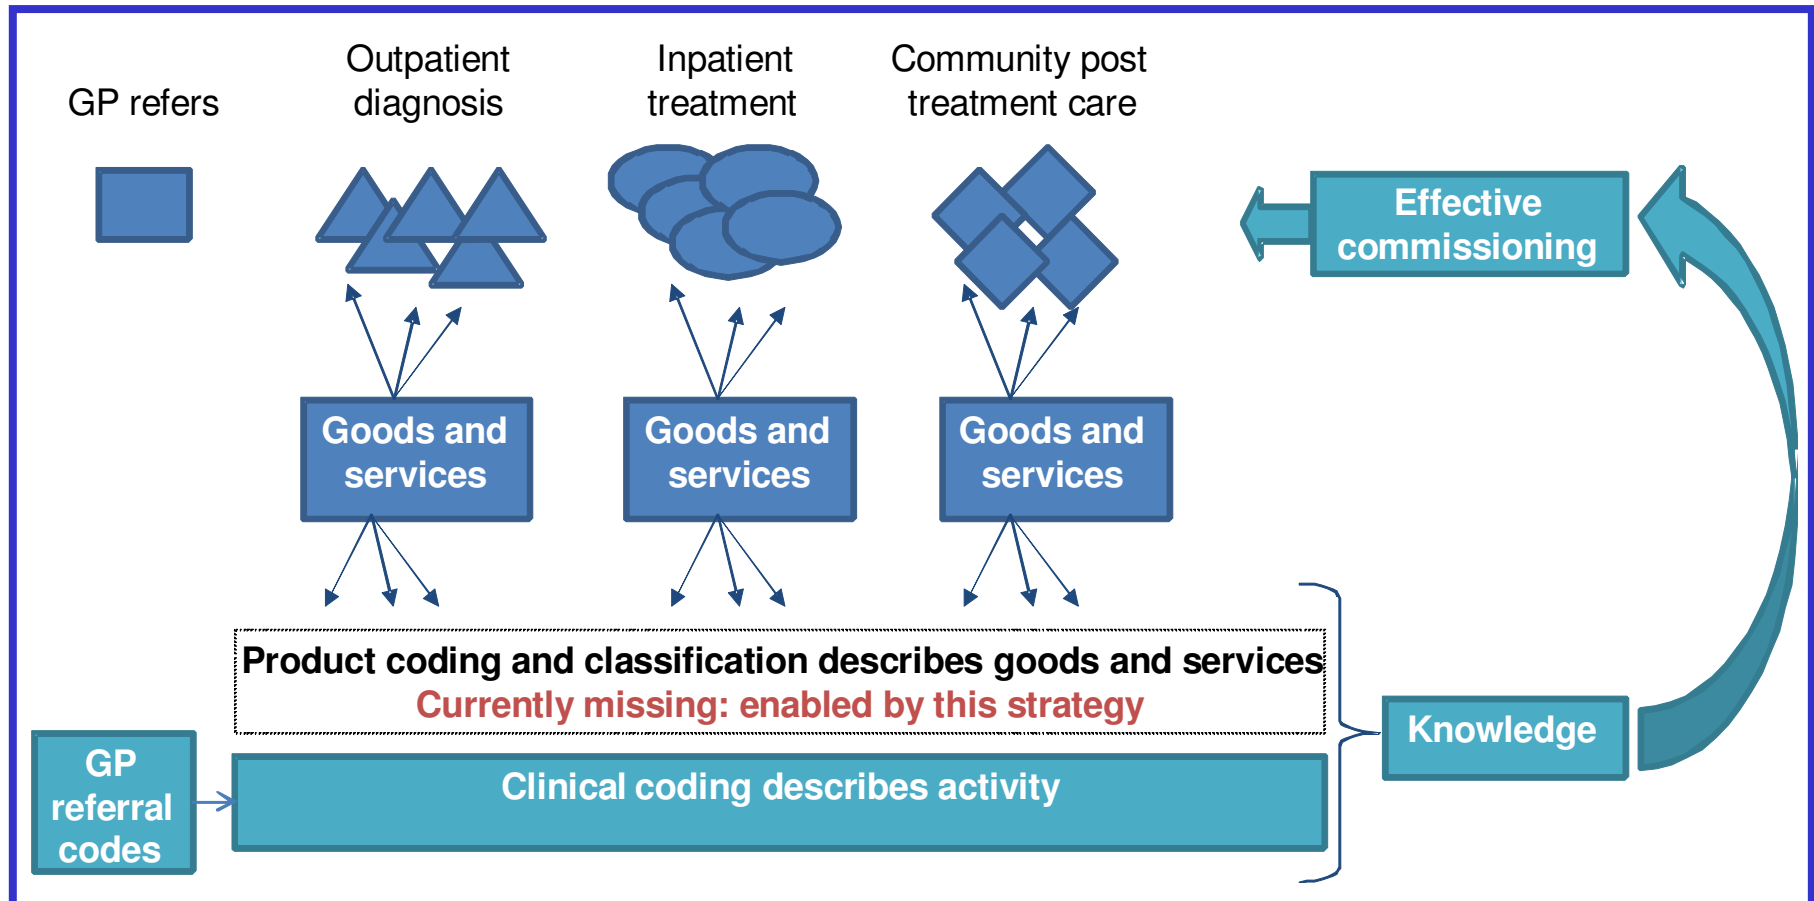 GP refers
Outpatient
diagnosis
Inpatient
treatment
Community post
treatment care
Effective
commissioning
Goods and
services
Goods and
services
Goods and
services
Product coding and classification describes goods and services
Currently missing: enabled by this strategy
Knowledge
GP
referral
codes
Clinical coding describes activity